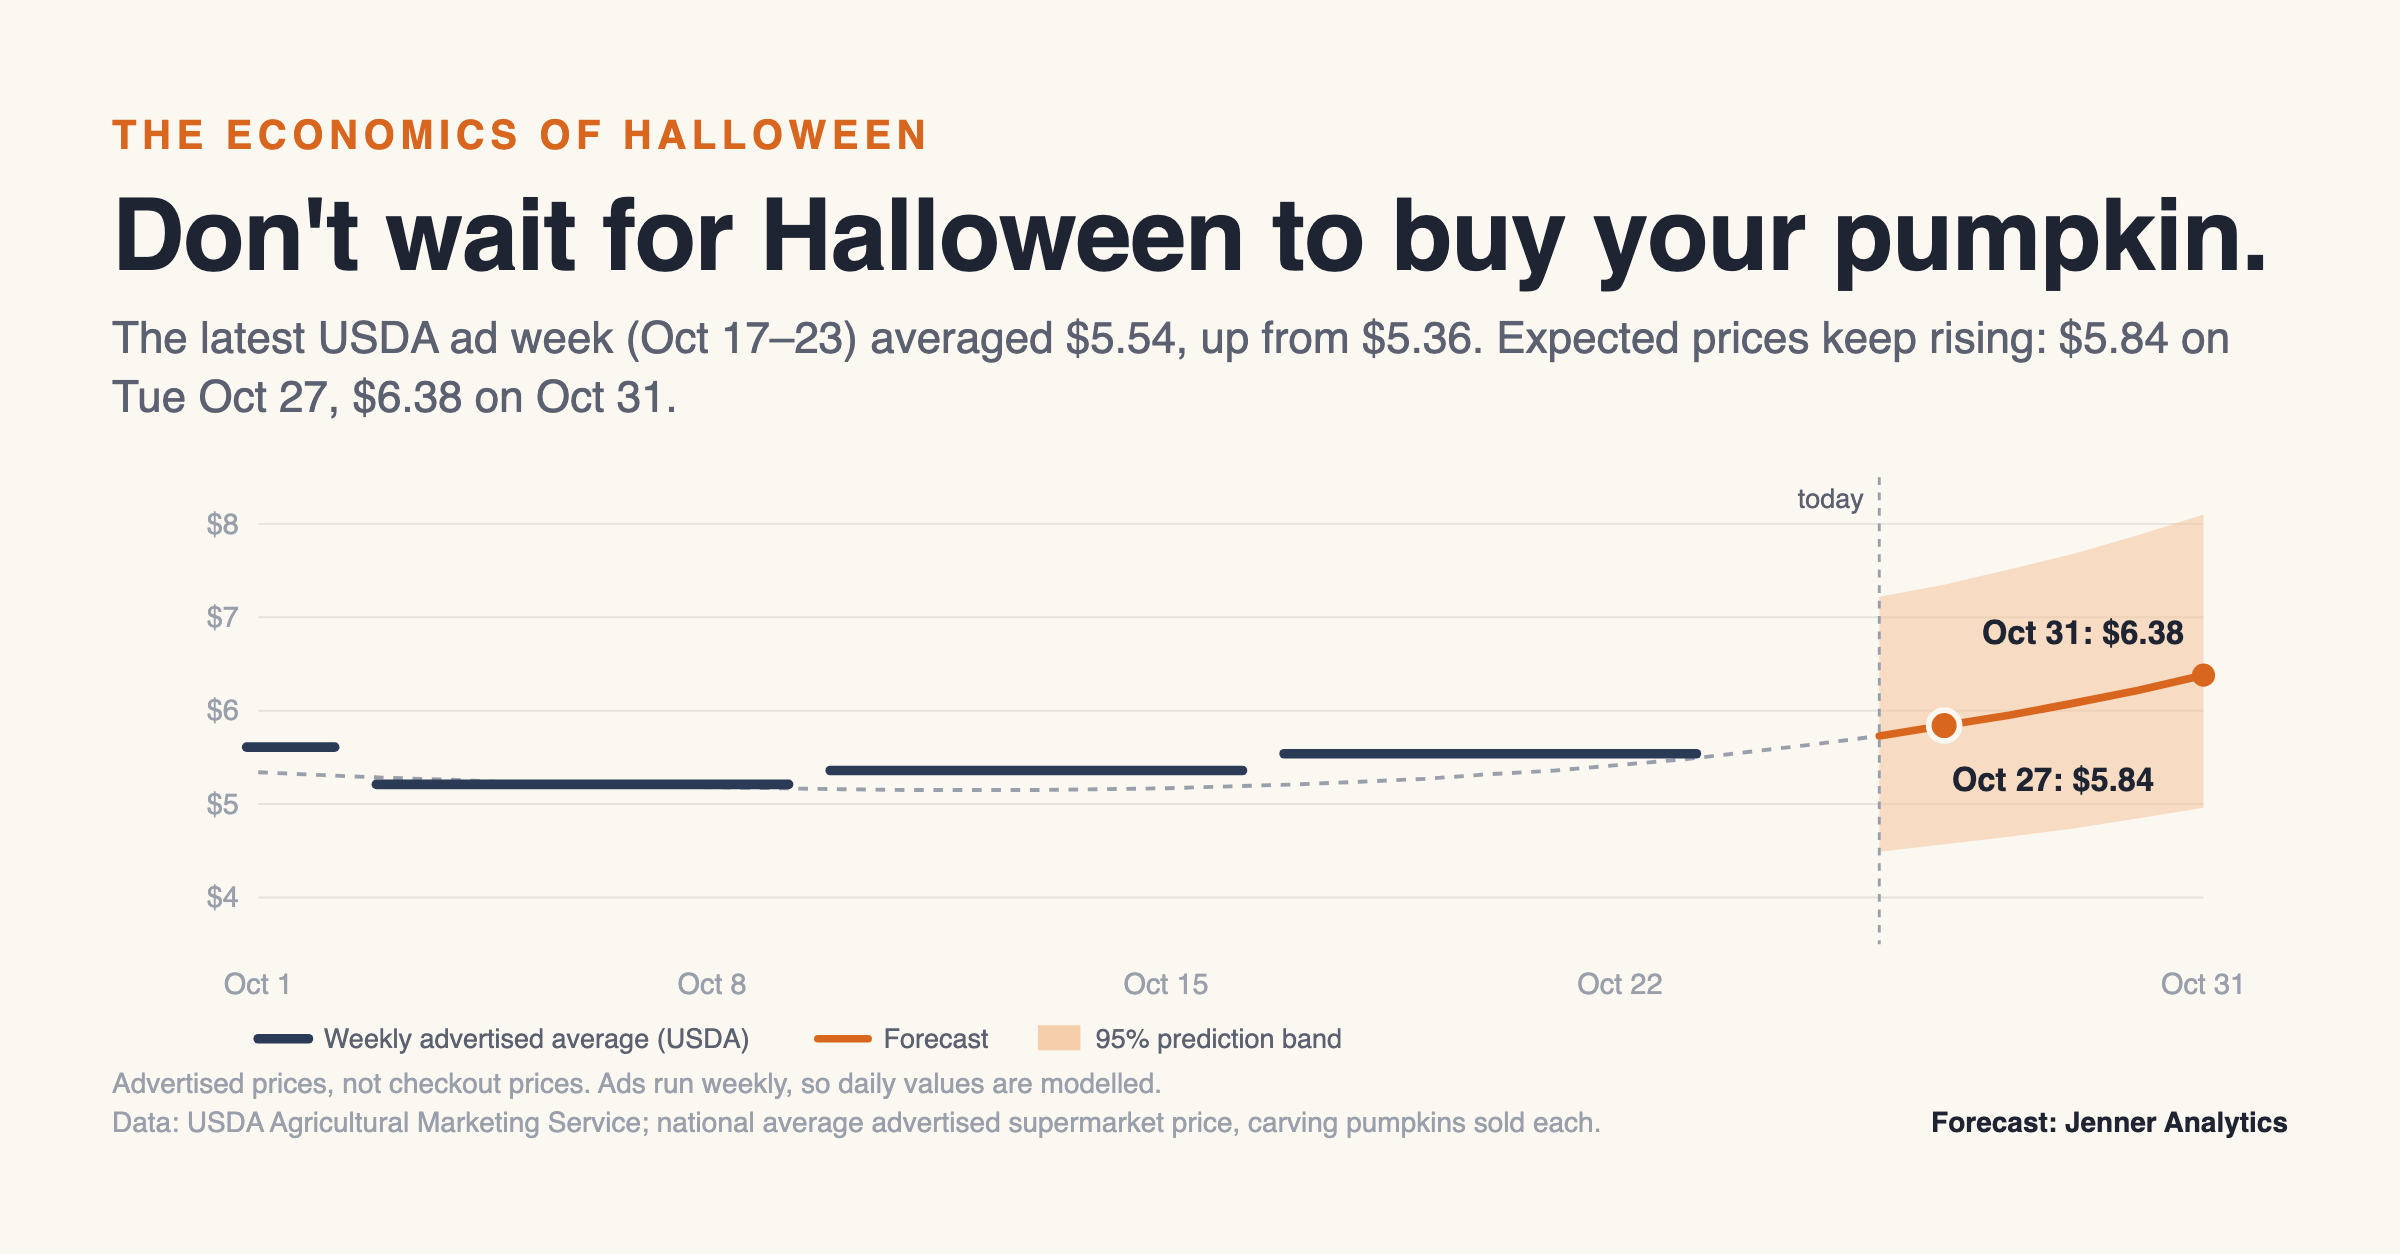 THE ECONOMICS OF HALLOWEEN
Don't wait for Halloween to buy your pumpkin.
The latest USDA ad week (Oct 17–23) averaged $5.54, up from $5.36. Expected prices keep rising: $5.84 on
Tue Oct 27, $6.38 on Oct 31.
today
$8
$7
Oct 31: $6.38
$6
Oct 27: $5.84
$5
$4
Oct 1 Oct 8 Oct 15 Oct 22 Oct 31
Weekly advertised average (USDA) Forecast 95% prediction band
Advertised prices, not checkout prices. Ads run weekly, so daily values are modelled.
Data: USDA Agricultural Marketing Service; national average advertised supermarket price, carving pumpkins sold each.
Forecast: Jenner Analytics